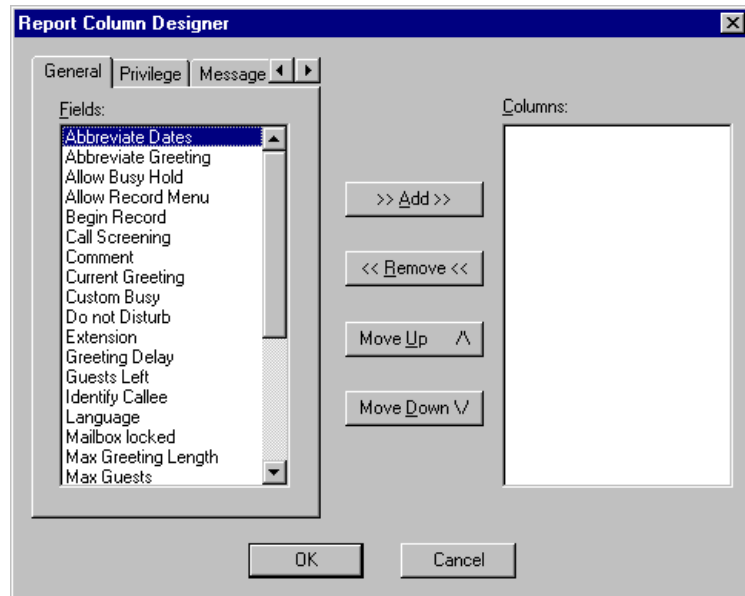 Report Column Designer
General
Privilege
Message
Fields:
Abbreviate Dates
Abbreviate Greeting
Allow Busy Hold
Allow Record Menu
Begin Record
Call Screening
Comment
Current Greeting
Custom Busy
Do not Disturb
Extension
Greeting Delay
Guests Left
Identify Callee
Language
Mailbox locked
Max Greeting Length
Max Guests
>> Add >>
<< Remove <<
Move Up /\
Move Down \/
Columns:
OK
Cancel